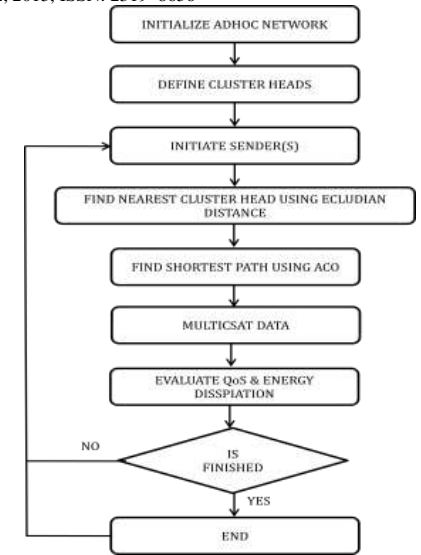 INITIALIZE ADHOC NETWORK
DEFINE CLUSTER HEADS
INITIATE SENDER(S)
FIND NEAREST CLUSTER HEAD USING ECLUDIAN
DISTANCE
FIND SHORTEST PATH USING ACO
MULTICSAT DATA
EVALUATE QoS & ENERGY
DISSPIATION
NO
IS
FINISHED
YES
END